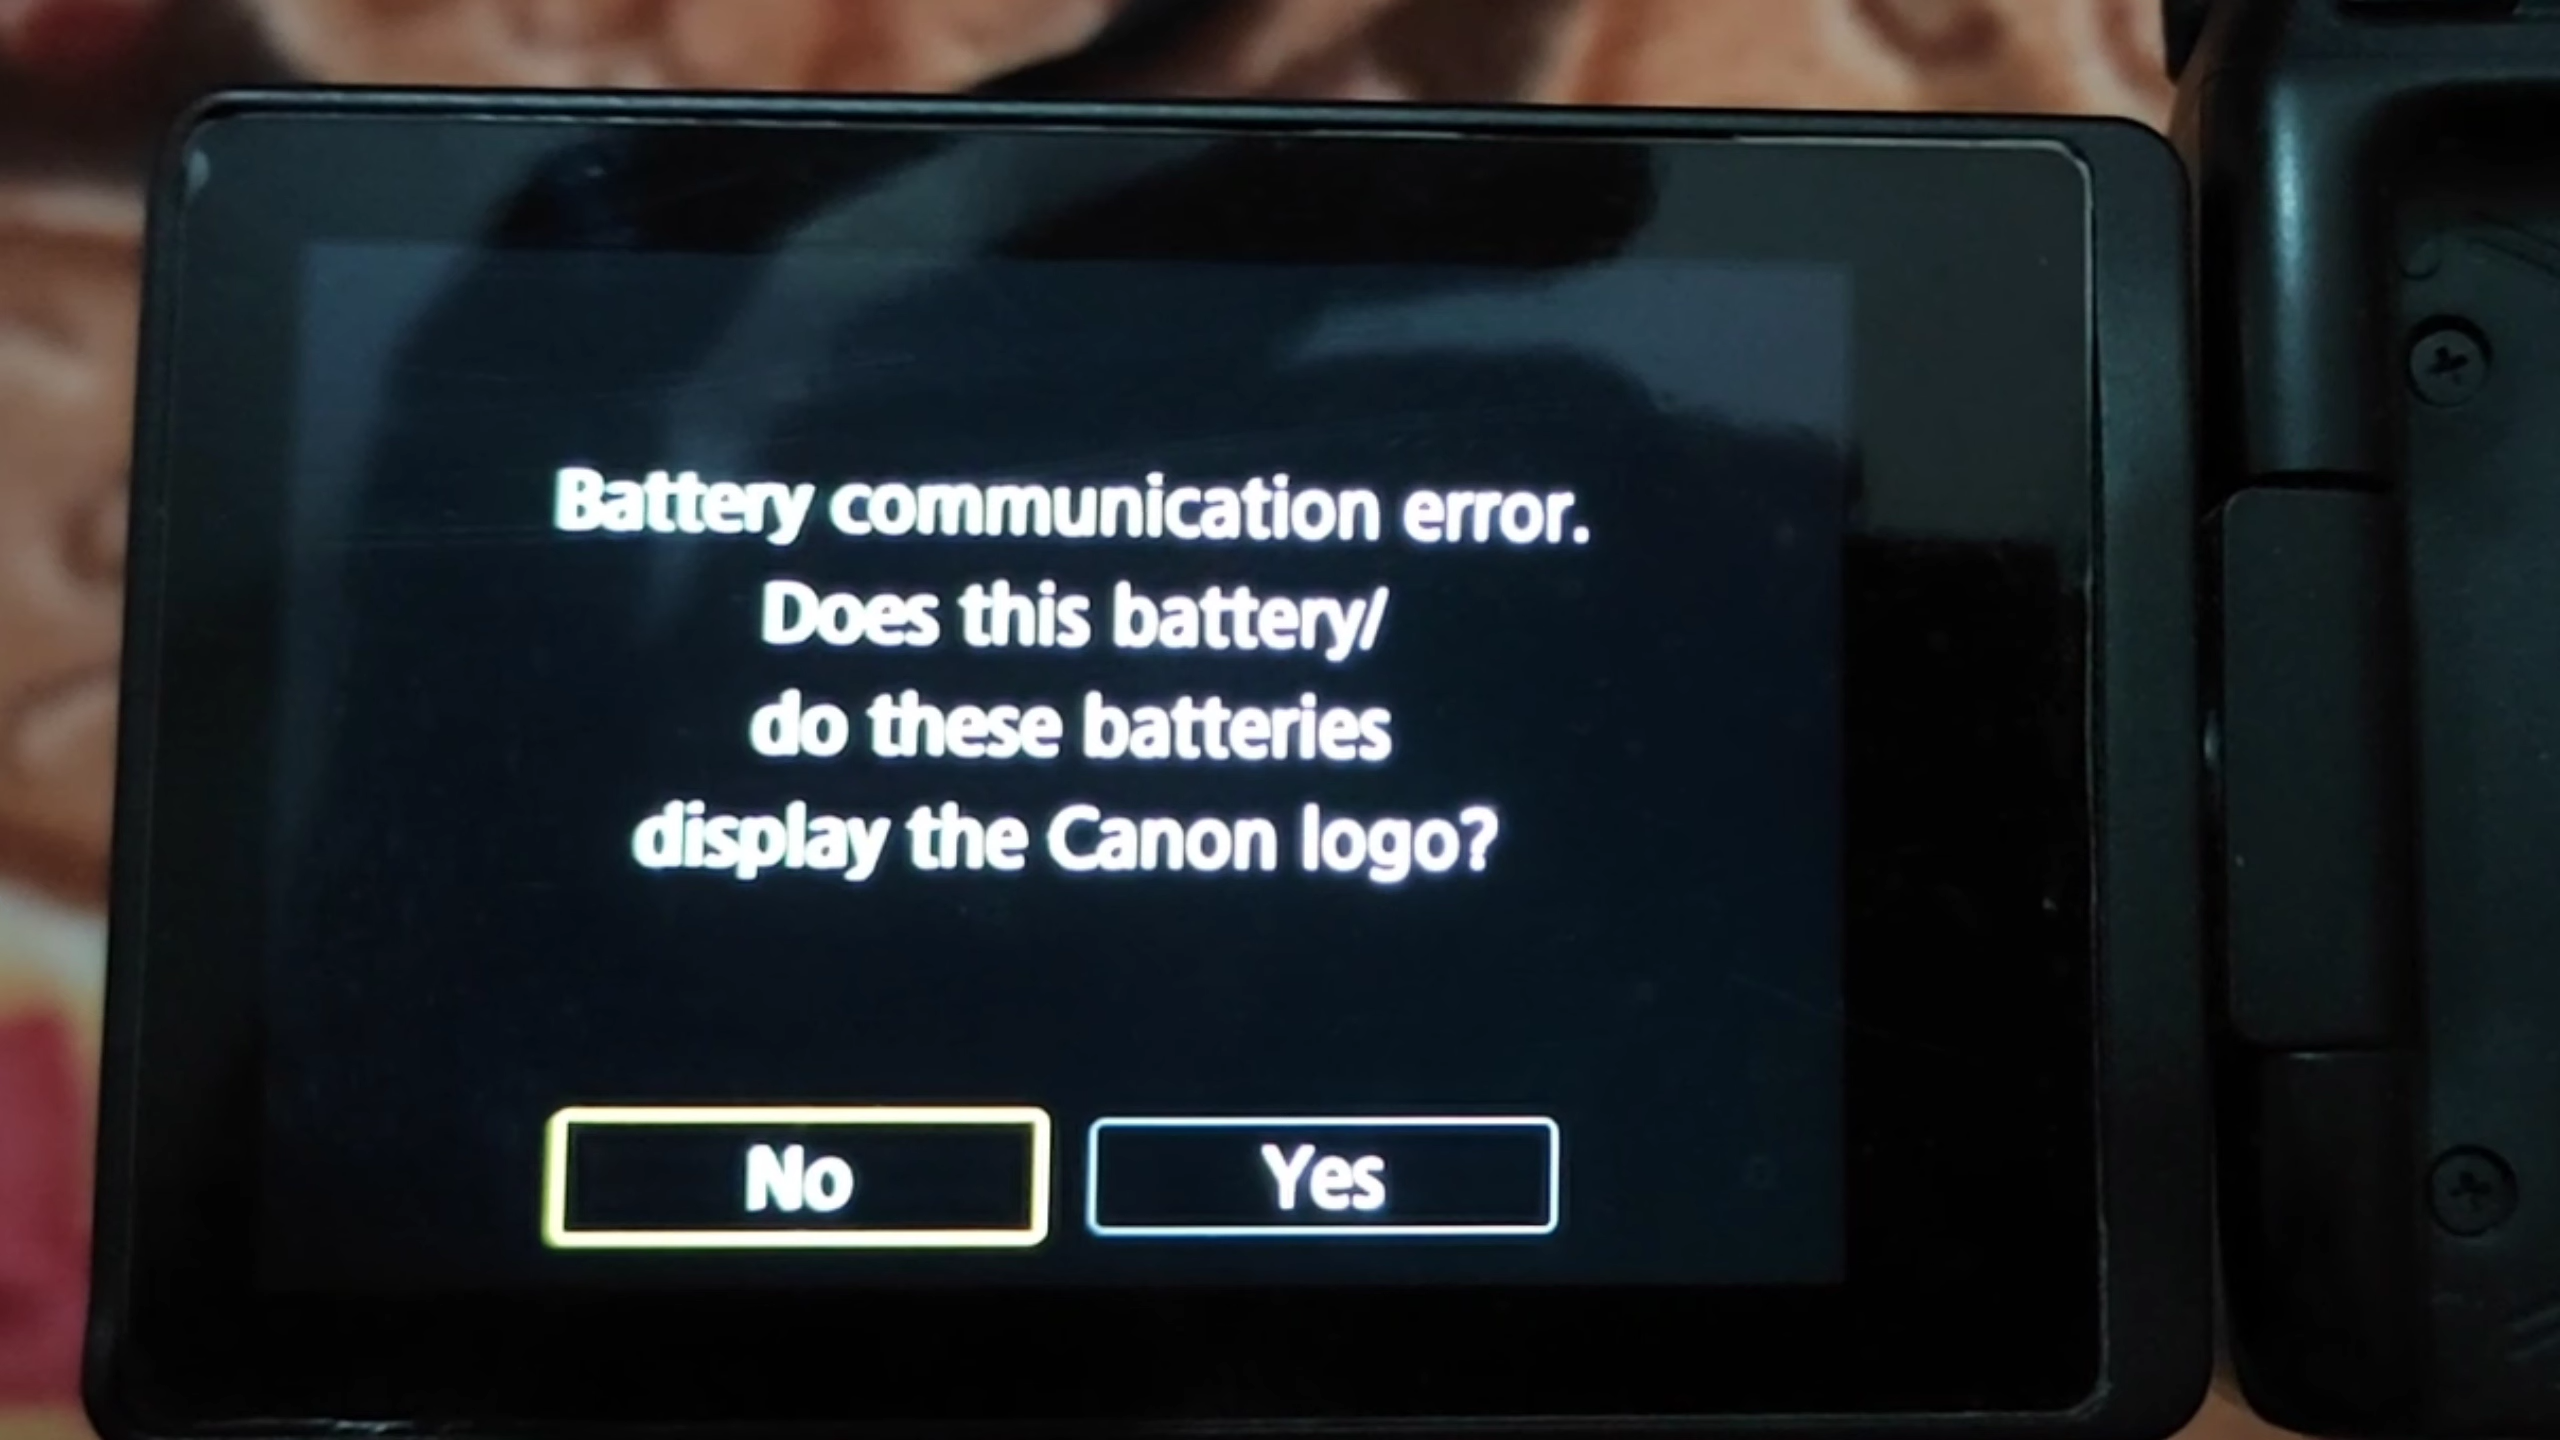 Battery communication error.
Does this battery/
do these batteries
display the Canon logo?
No
Yes